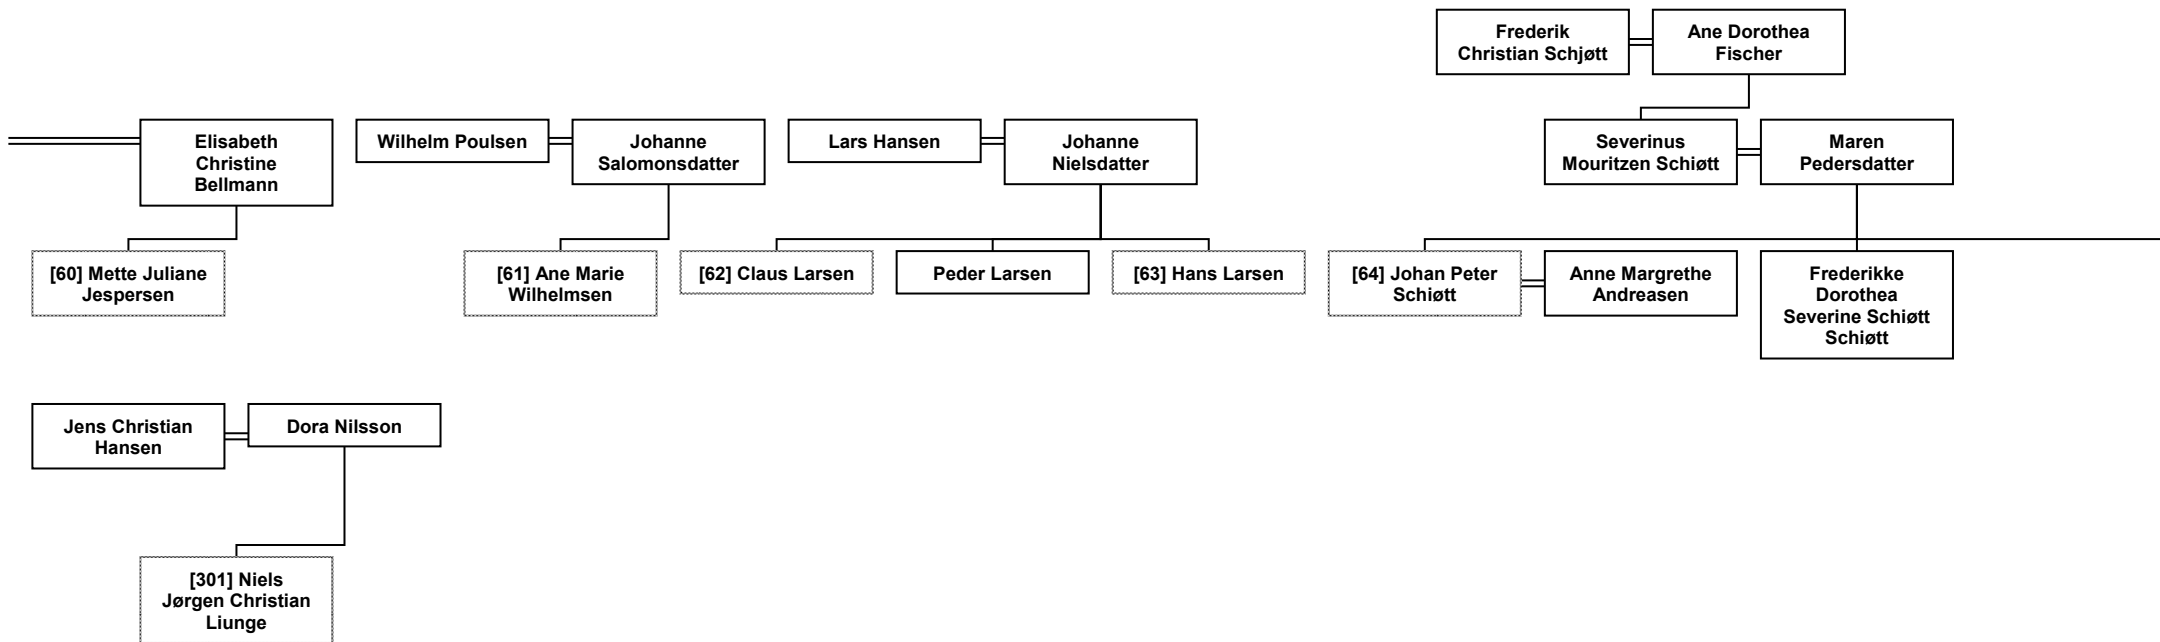 Frederik
Christian Schjøtt
Ane Dorothea
Fischer
Elisabeth
Christine
Bellmann
Wilhelm Poulsen
Johanne
Salomonsdatter
Lars Hansen
Johanne
Nielsdatter
Severinus
Mouritzen Schiøtt
Maren
Pedersdatter
[60] Mette Juliane
Jespersen
[61] Ane Marie
Wilhelmsen
[62] Claus Larsen
Peder Larsen
[63] Hans Larsen
[64] Johan Peter
Schiøtt
Anne Margrethe
Andreasen
Frederikke
Dorothea
Severine Schiøtt
Schiøtt
Jens Christian
Hansen
Dora Nilsson
[301] Niels
Jørgen Christian
Liunge